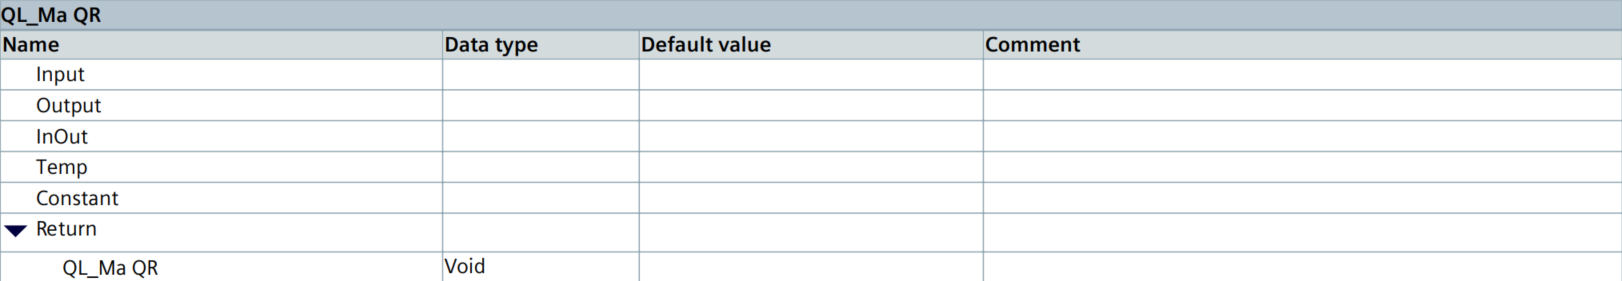 QL_Ma QR
Name Data type Default value Comment
Input
Output
InOut
Temp
Constant
Return
QL_Ma QR Void